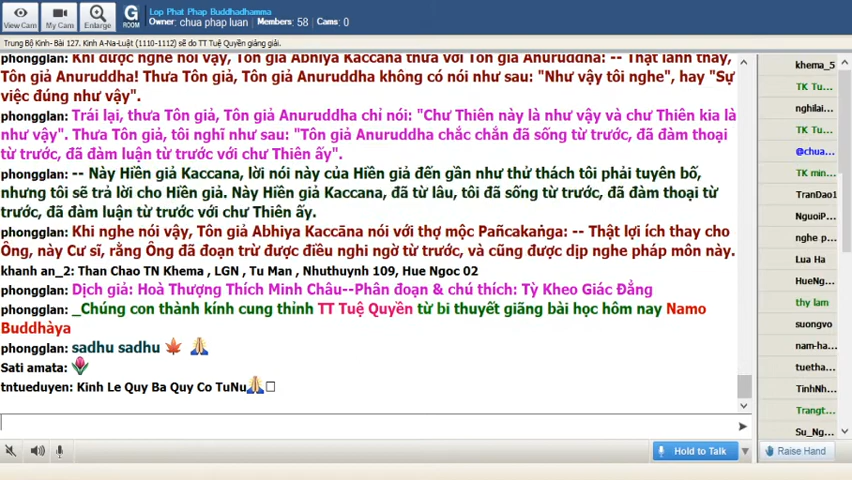 Lop Phat Phap Buddhadhamma
Owner: chua phap luan Members: 58 Cams: 0
View Cam
My Cam
Enlarge
G
ROOM
Trung Bộ Kinh- Bài 127. Kinh A-Na-Luật (1110-1112) sẽ do TT Tuệ Quyền giảng giải.
phongglan: Khi được nghe nói vậy, Tôn giả Abhiya Kaccana thưa với Tôn giả Anuruddha: -- Thật lành thay,
Tôn giả Anuruddha! Thưa Tôn giả, Tôn giả Anuruddha không có nói như sau: "Như vậy tôi nghe", hay "Sự
việc đúng như vậy".
phongglan: Trái lại, thưa Tôn giả, Tôn giả Anuruddha chỉ nói: "Chư Thiên này là như vậy và chư Thiên kia là
như vậy". Thưa Tôn giả, tôi nghĩ như sau: "Tôn giả Anuruddha chắc chắn đã sống từ trước, đã đàm thoại
từ trước, đã đàm luận từ trước với chư Thiên ấy".
phongglan: -- Này Hiền giả Kaccana, lời nói này của Hiền giả đến gần như thử thách tôi phải tuyên bố,
nhưng tôi sẽ trả lời cho Hiền giả. Này Hiền giả Kaccana, đã từ lâu, tôi đã sống từ trước, đã đàm thoại từ
trước, đã đàm luận từ trước với chư Thiên ấy.
phongglan: Khi nghe nói vậy, Tôn giả Abhiya Kaccāna nói với thợ mộc Pañcakaṅga: -- Thật lợi ích thay cho
Ông, này Cư sĩ, rằng Ông đã đoạn trừ được điều nghi ngờ từ trước, và cũng được dịp nghe pháp môn này.
khanh an_2: Than Chao TN Khema , LGN , Tu Man , Nhuthuynh 109, Hue Ngoc 02
phongglan: Dịch giả: Hoà Thượng Thích Minh Châu--Phân đoạn & chú thích: Tỳ Kheo Giác Đẳng
phongglan: _Chúng con thành kính cung thỉnh TT Tuệ Quyền từ bi thuyết giãng bài học hôm nay Namo
Buddhàya
phongglan: sadhu sadhu
Sati amata:
tntueduyen: Kinh Le Quy Ba Quy Co TuNu
khema_5
TK Tu...
nghilai...
TK Tu...
@chua...
TK min...
TranDao1
NguoiP...
nghe p...
Lua Ha
HueNg...
thy lam
suongvo
nam-ha...
tuetha...
TinhNh...
Trangt...
Su_Ng...
Hold to Talk
Raise Hand